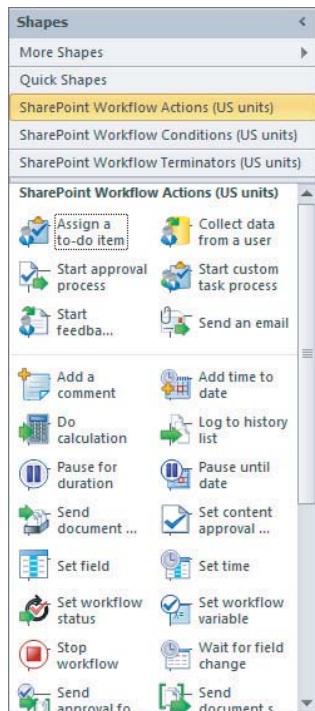 Shapes
More Shapes
Quick Shapes
SharePoint Workflow Actions (US units)
SharePoint Workflow Conditions (US units)
SharePoint Workflow Terminators (US units)
SharePoint Workflow Actions (US units)
Assign a
to-do item
Collect data
from a user
Start approval
process
Start custom
task process
Start
feedba...
Send an email
Add a
comment
Add time to
date
Do
calculation
Log to history
list
Pause for
duration
Pause until
date
Send
document ...
Set content
approval ...
Set field
Set time
Set workflow
status
Set workflow
variable
Stop
workflow
Wait for field
change
Send
approval fo...
Send
document s...